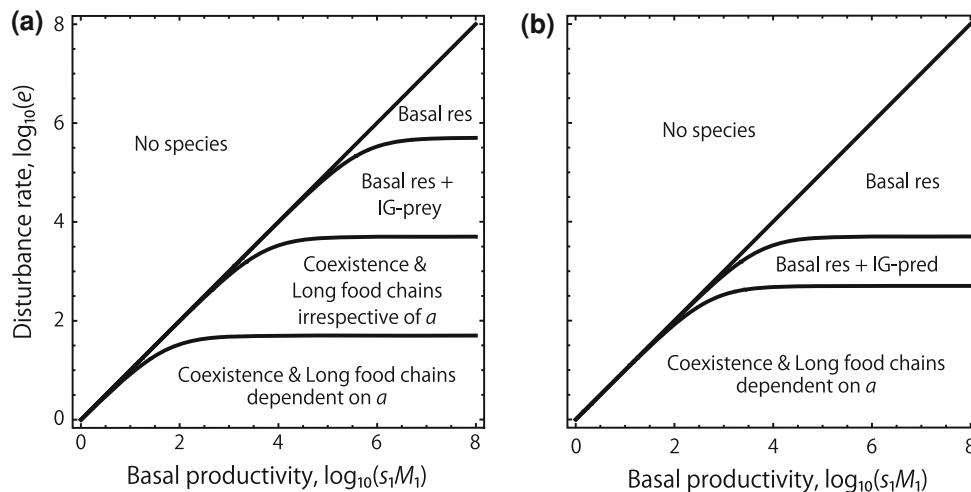 (a)
8
6
4
2
0
Disturbance rate, log₁₀(e)
No species
Basal res
Basal res +
IG-prey
Coexistence &
Long food chains
irrespective of a
Coexistence & Long food chains
dependent on a
0 2 4 6 8
Basal productivity, log₁₀(s₁M₁)
(b)
No species
Basal res
Basal res + IG-pred
Coexistence & Long food chains
dependent on a
0 2 4 6 8
Basal productivity, log₁₀(s₁M₁)